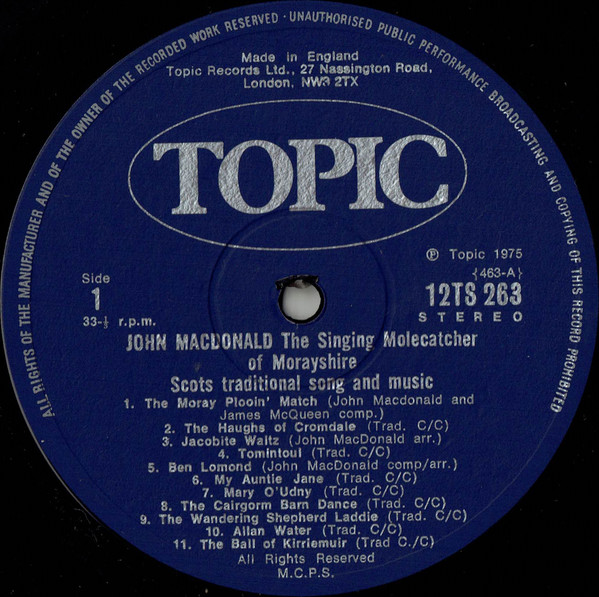 ALL RIGHTS OF THE MANUFACTURER AND OF THE OWNER OF THE RECORDED WORK RESERVED · UNAUTHORISED PUBLIC PERFORMANCE BROADCASTING AND COPYING OF THIS RECORD PROHIBITED
Made in England
Topic Records Ltd., 27 Nassington Road,
London, NW3 2TX
TOPIC
℗ Topic 1975
{463-A}
Side
1
12TS 263
33-⅓ r.p.m.
STEREO
JOHN MACDONALD The Singing Molecatcher
of Morayshire
Scots traditional song and music
1. The Moray Plooin' Match (John Macdonald and
James McQueen comp.)
2. The Haughs of Cromdale (Trad. C/C)
3. Jacobite Waltz (John MacDonald arr.)
4. Tomintoul (Trad. C/C)
5. Ben Lomond (John MacDonald comp/arr.)
6. My Auntie Jane (Trad. C/C)
7. Mary O'Udny (Trad. C/C)
8. The Cairgorm Barn Dance (Trad. C/C)
9. The Wandering Shepherd Laddie (Trad. C/C)
10. Allan Water (Trad. C/C)
11. The Ball of Kirriemuir (Trad C./C)
All Rights Reserved
M.C.P.S.